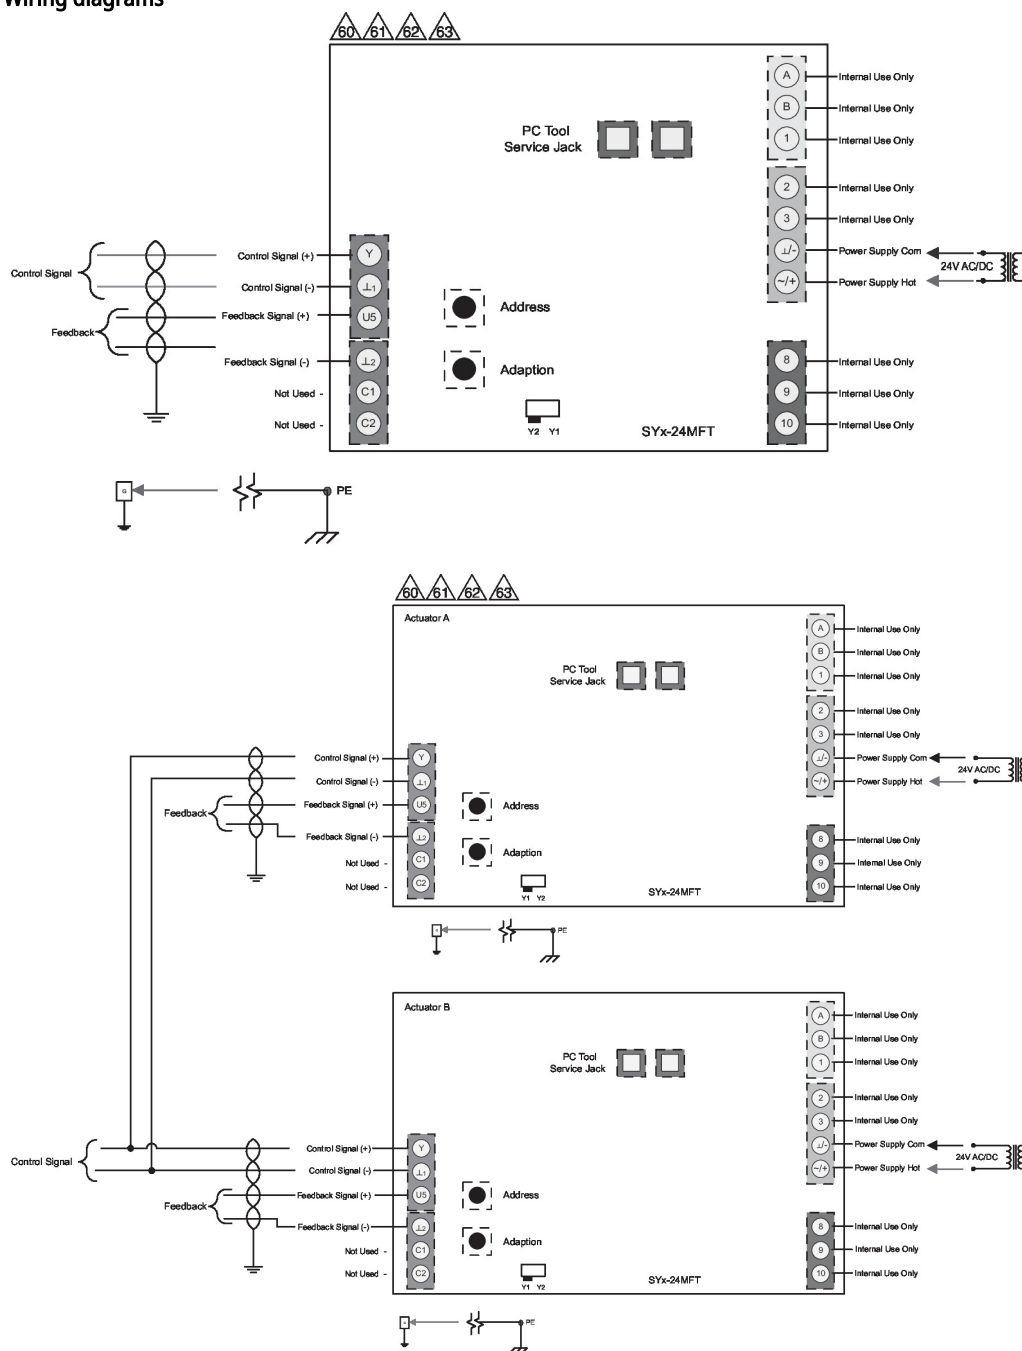 Wiring diagrams
60 61 62 63
A Internal Use Only
B Internal Use Only
1 Internal Use Only
PC Tool
Service Jack
2 Internal Use Only
3 Internal Use Only
Control Signal
Control Signal (+) Y
⊥/- Power Supply Com
24V AC/DC
Control Signal (-) ⊥1
~/+ Power Supply Hot
Feedback
Feedback Signal (+) U5
Address
Feedback Signal (-) ⊥2
Adaption
8 Internal Use Only
Not Used - C1
9 Internal Use Only
Not Used - C2
Y2 Y1
SYx-24MFT
10 Internal Use Only
G
PE
60 61 62 63
Actuator A
A Internal Use Only
B Internal Use Only
1 Internal Use Only
PC Tool
Service Jack
2 Internal Use Only
3 Internal Use Only
Control Signal (+) Y
⊥/- Power Supply Com
24V AC/DC
Control Signal (-) ⊥1
~/+ Power Supply Hot
Feedback
Feedback Signal (+) U5
Address
Feedback Signal (-) ⊥2
Adaption
8 Internal Use Only
Not Used - C1
9 Internal Use Only
Not Used - C2
Y1 Y2
SYx-24MFT
10 Internal Use Only
PE
Actuator B
A Internal Use Only
B Internal Use Only
1 Internal Use Only
PC Tool
Service Jack
2 Internal Use Only
3 Internal Use Only
Control Signal
Control Signal (+) Y
⊥/- Power Supply Com
24V AC/DC
Control Signal (-) ⊥1
~/+ Power Supply Hot
Feedback
Feedback Signal (+) U5
Address
Feedback Signal (-) ⊥2
Adaption
8 Internal Use Only
Not Used - C1
9 Internal Use Only
Not Used - C2
Y1 Y2
SYx-24MFT
10 Internal Use Only
PE